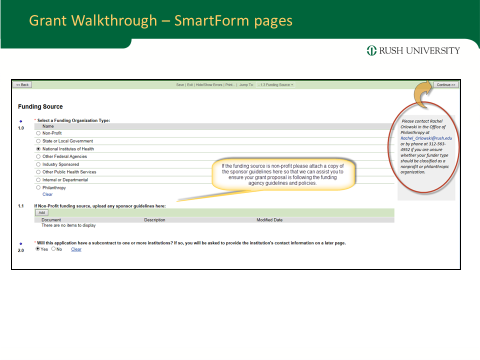 Grant Walkthrough – SmartForm pages
RUSH UNIVERSITY
<< Back
Save | Exit | Hide/Show Errors | Print | Jump To: | 1.3 Funding Source
Continue >>
Funding Source
1.0
* Select a Funding Organization Type:
Name
Non-Profit
State or Local Government
National Institutes of Health
Other Federal Agencies
Industry Sponsored
Other Public Health Services
Internal or Departmental
Philanthropy
Clear
If the funding source is non-profit please attach a copy of
the sponsor guidelines here so that we can assist you to
ensure your grant proposal is following the funding
agency guidelines and policies.
Please contact Rachel
Orlowski in the Office of
Philanthropy at
Rachel_Orlowski@rush.edu
or by phone at 312-563-
if you are unsure
whether your funder type
should be classified as a
nonprofit or philanthropic
organization.
1.1
If Non-Profit funding source, upload any sponsor guidelines here:
Add
Document Description Modified Date
There are no items to display
2.0
* Will this application have a subcontract to one or more institutions? If so, you will be asked to provide the institution's contact information on a later page.
Yes No Clear